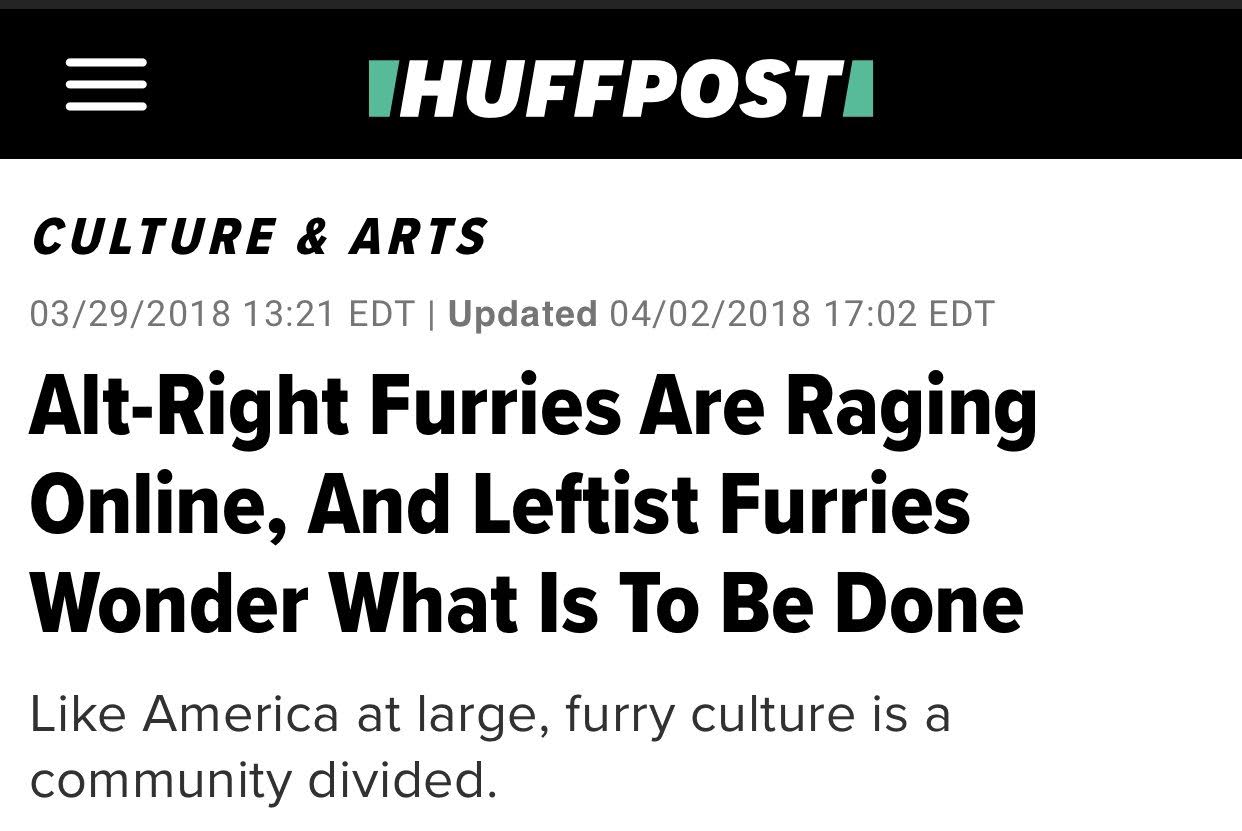 HUFFPOST
CULTURE & ARTS
03/29/2018 13:21 EDT | Updated 04/02/2018 17:02 EDT
Alt-Right Furries Are Raging
Online, And Leftist Furries
Wonder What Is To Be Done
Like America at large, furry culture is a
community divided.